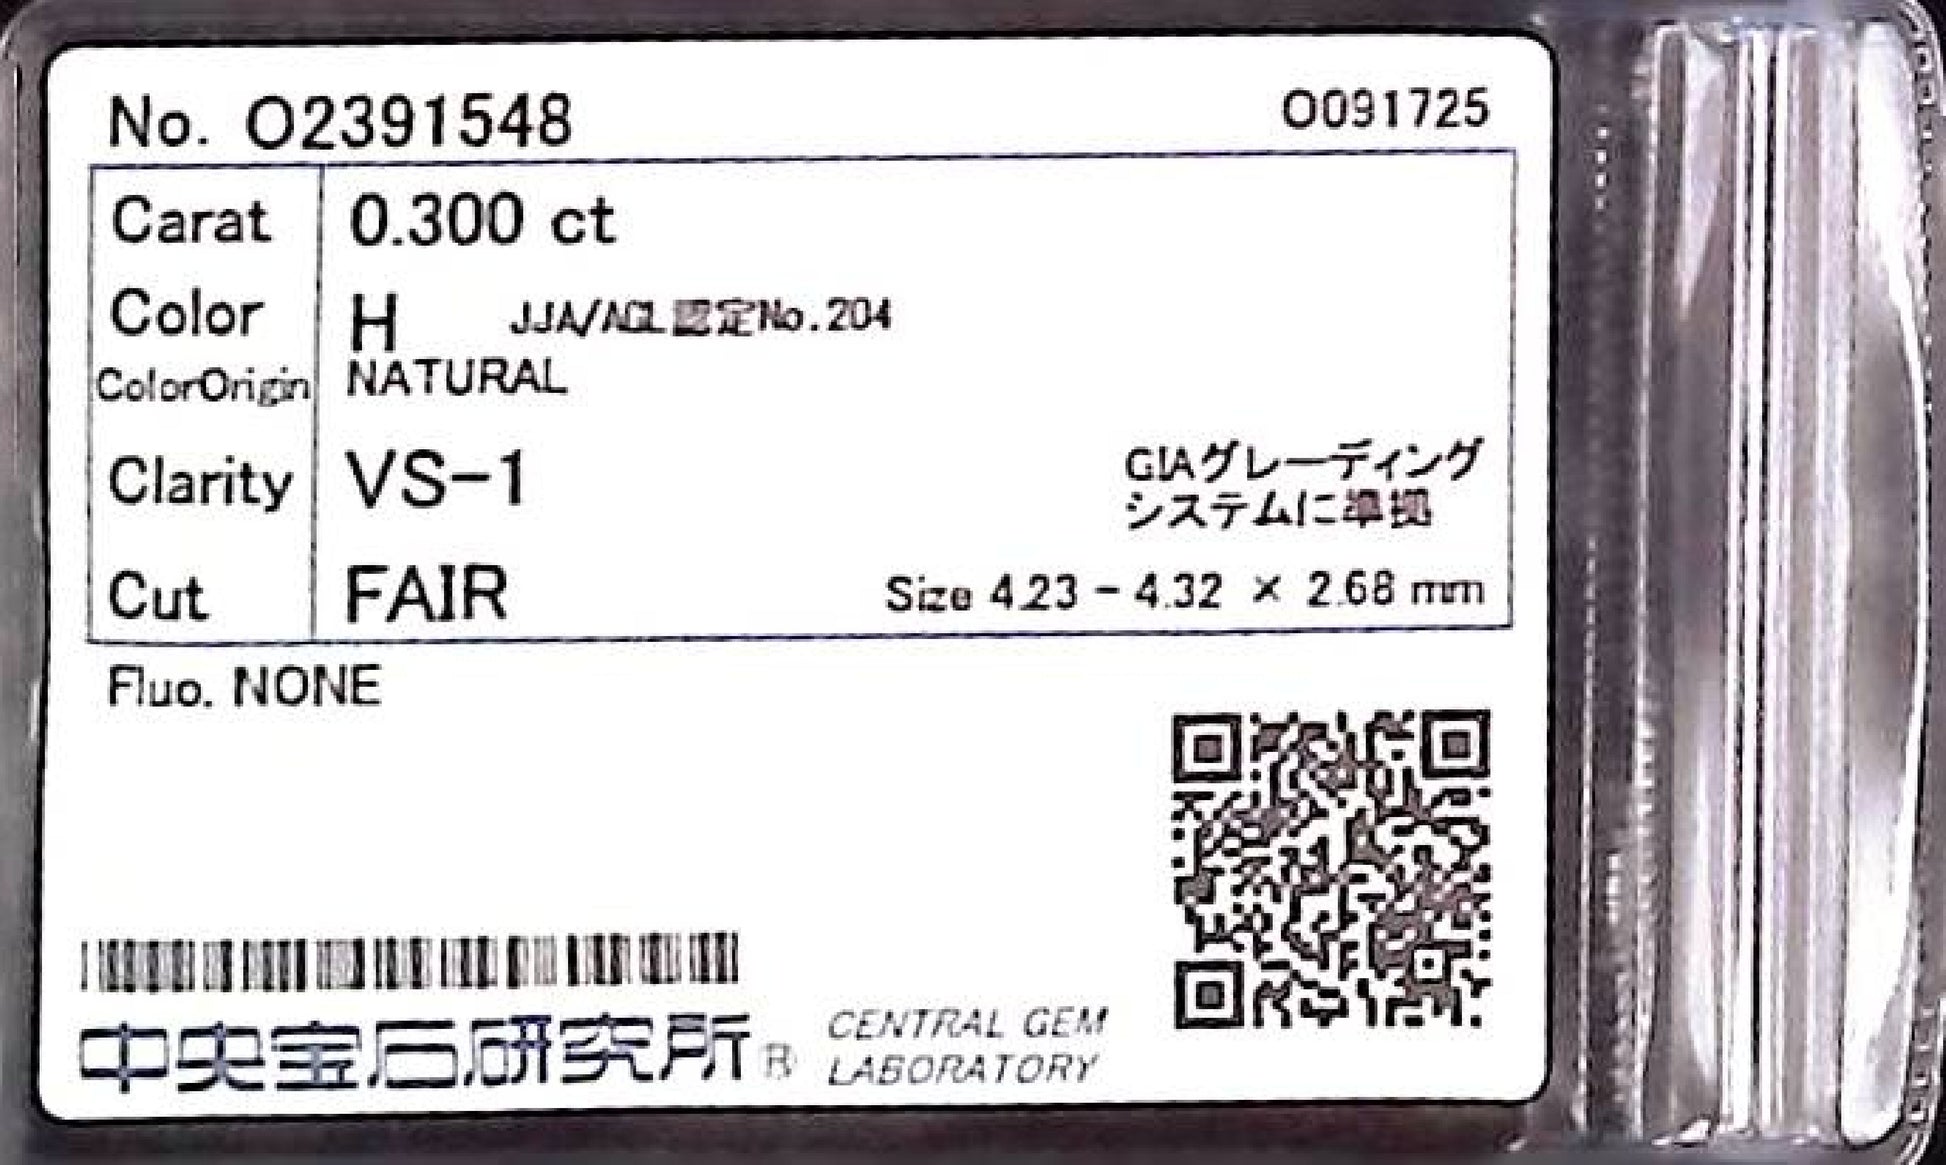 No. O2391548
O091725
Carat 0.300 ct
Color H JJA/AGL認定No.204
ColorOrigin NATURAL
Clarity VS-1
GIAグレーディング
システムに準拠
Cut FAIR Size 4.23 - 4.32 × 2.68 mm
Fluo. NONE
中央宝石研究所® CENTRAL GEM
LABORATORY